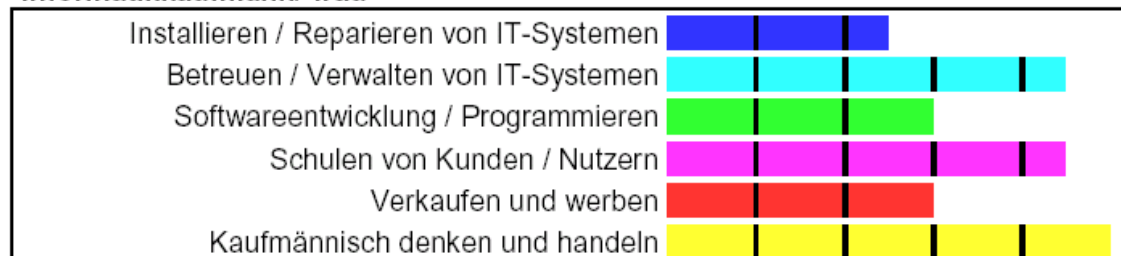 Installieren / Reparieren von IT-Systemen
Betreuen / Verwalten von IT-Systemen
Softwareentwicklung / Programmieren
Schulen von Kunden / Nutzern
Verkaufen und werben
Kaufmännisch denken und handeln